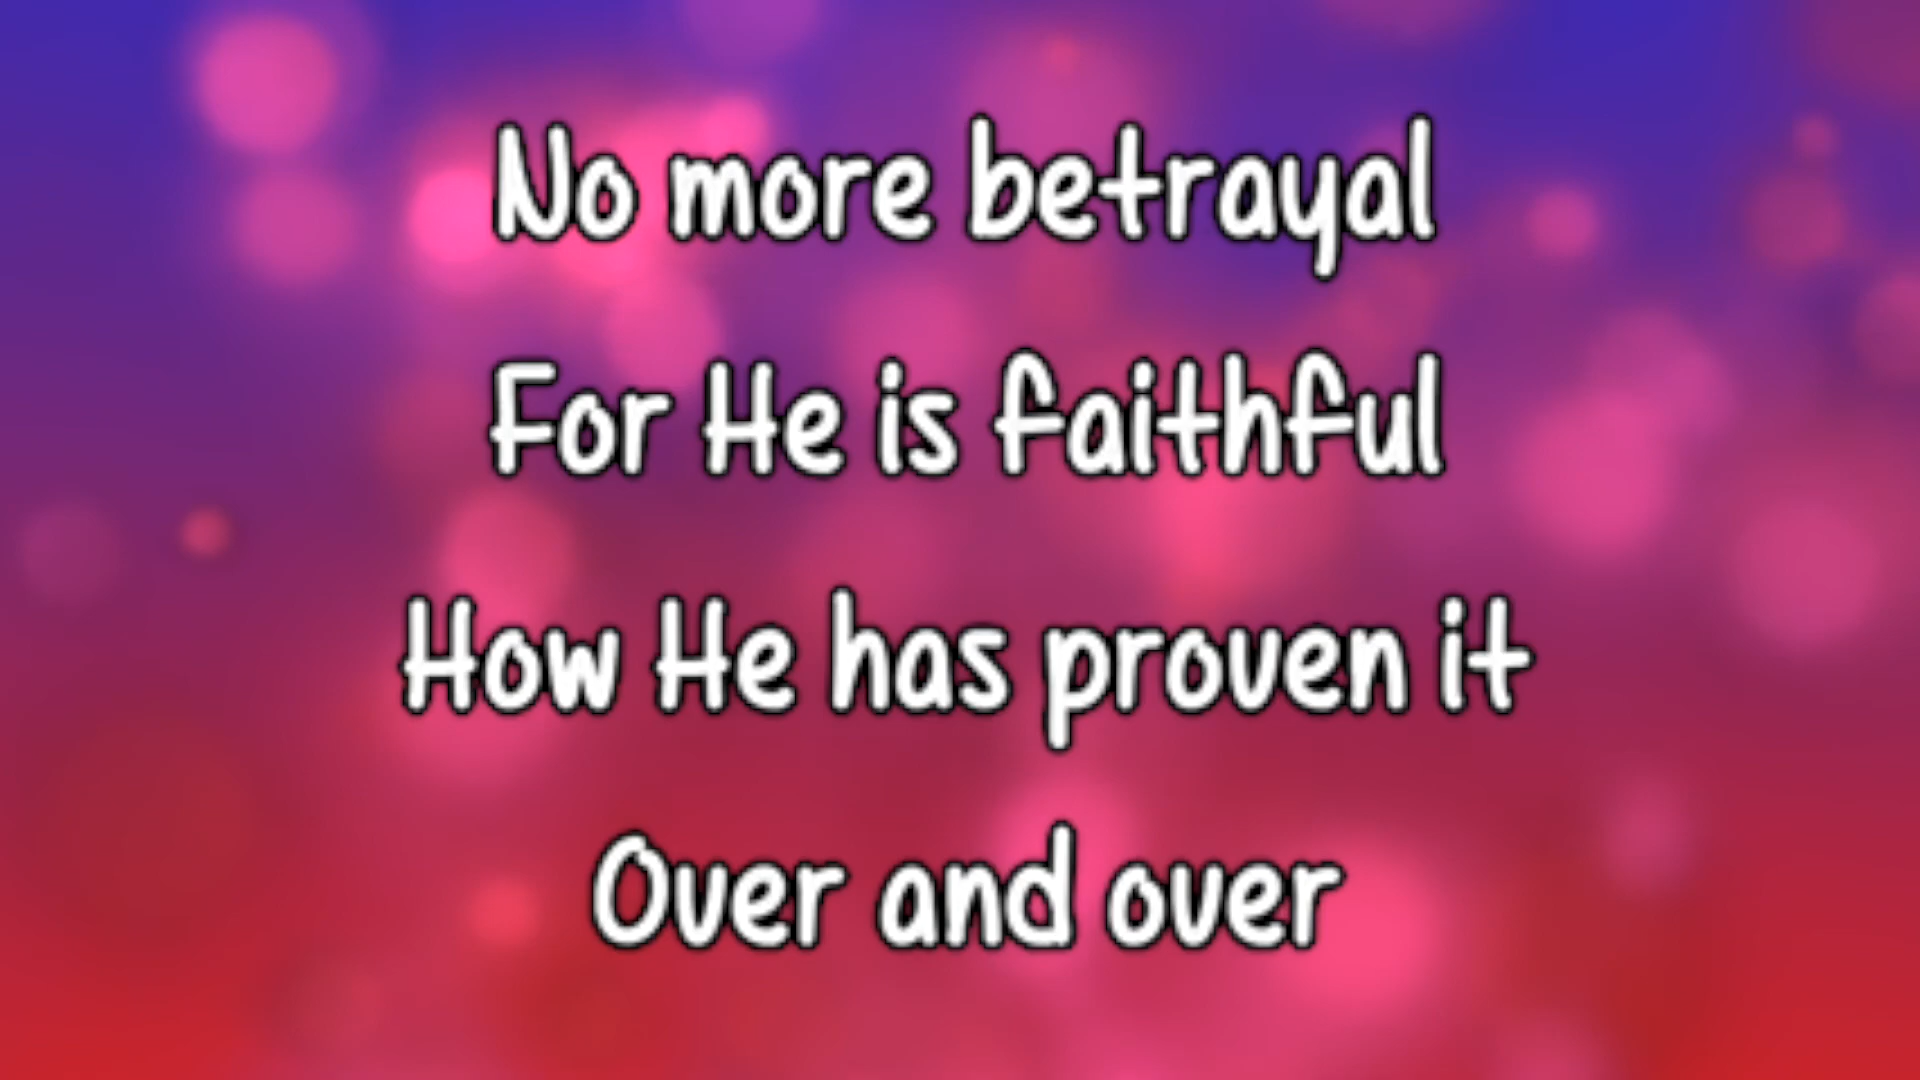 No more betrayal
For He is faithful
How He has proven it
Over and over